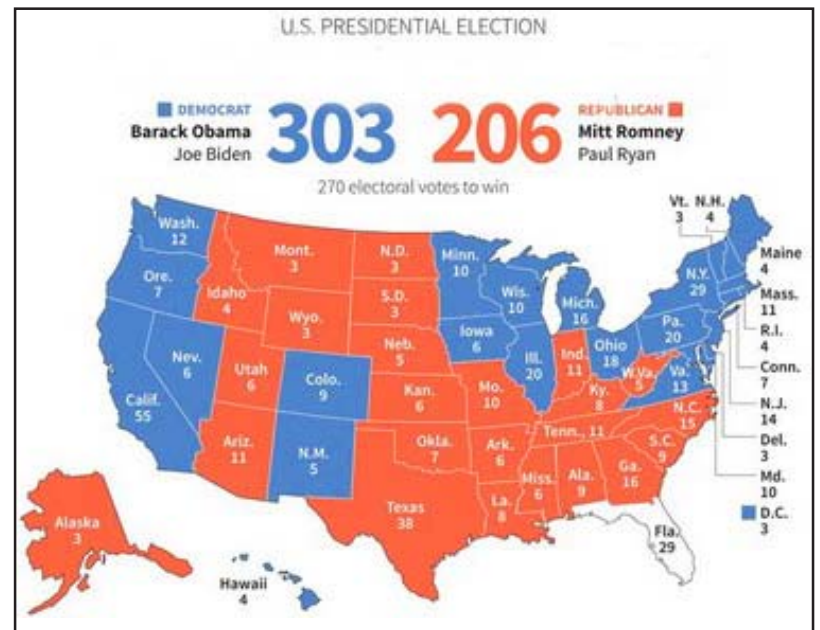 U.S. PRESIDENTIAL ELECTION
DEMOCRAT
Barack Obama
Joe Biden
303
206
REPUBLICAN
Mitt Romney
Paul Ryan
270 electoral votes to win
Vt.
3
N.H.
4
Wash.
12
Mont.
3
N.D.
3
Minn.
10
Maine
4
Ore.
7
Idaho
4
S.D.
3
Wis.
10
Mich.
16
N.Y.
29
Mass.
11
Wyo.
3
Iowa
6
Pa.
20
R.I.
4
Neb.
5
Nev.
6
Utah
6
Colo.
9
Ill.
20
Ind.
11
Ohio
18
W.Va.
5
Va.
13
Conn.
7
Calif.
55
Kan.
6
Mo.
10
Ky.
8
N.J.
14
N.C.
15
Tenn., 11
Ariz.
11
N.M.
5
Okla.
7
Ark.
6
S.C.
9
Del.
3
Miss.
6
Ala.
9
Ga.
16
Md.
10
Texas
38
La.
8
D.C.
3
Alaska
3
Fla.
29
Hawaii
4